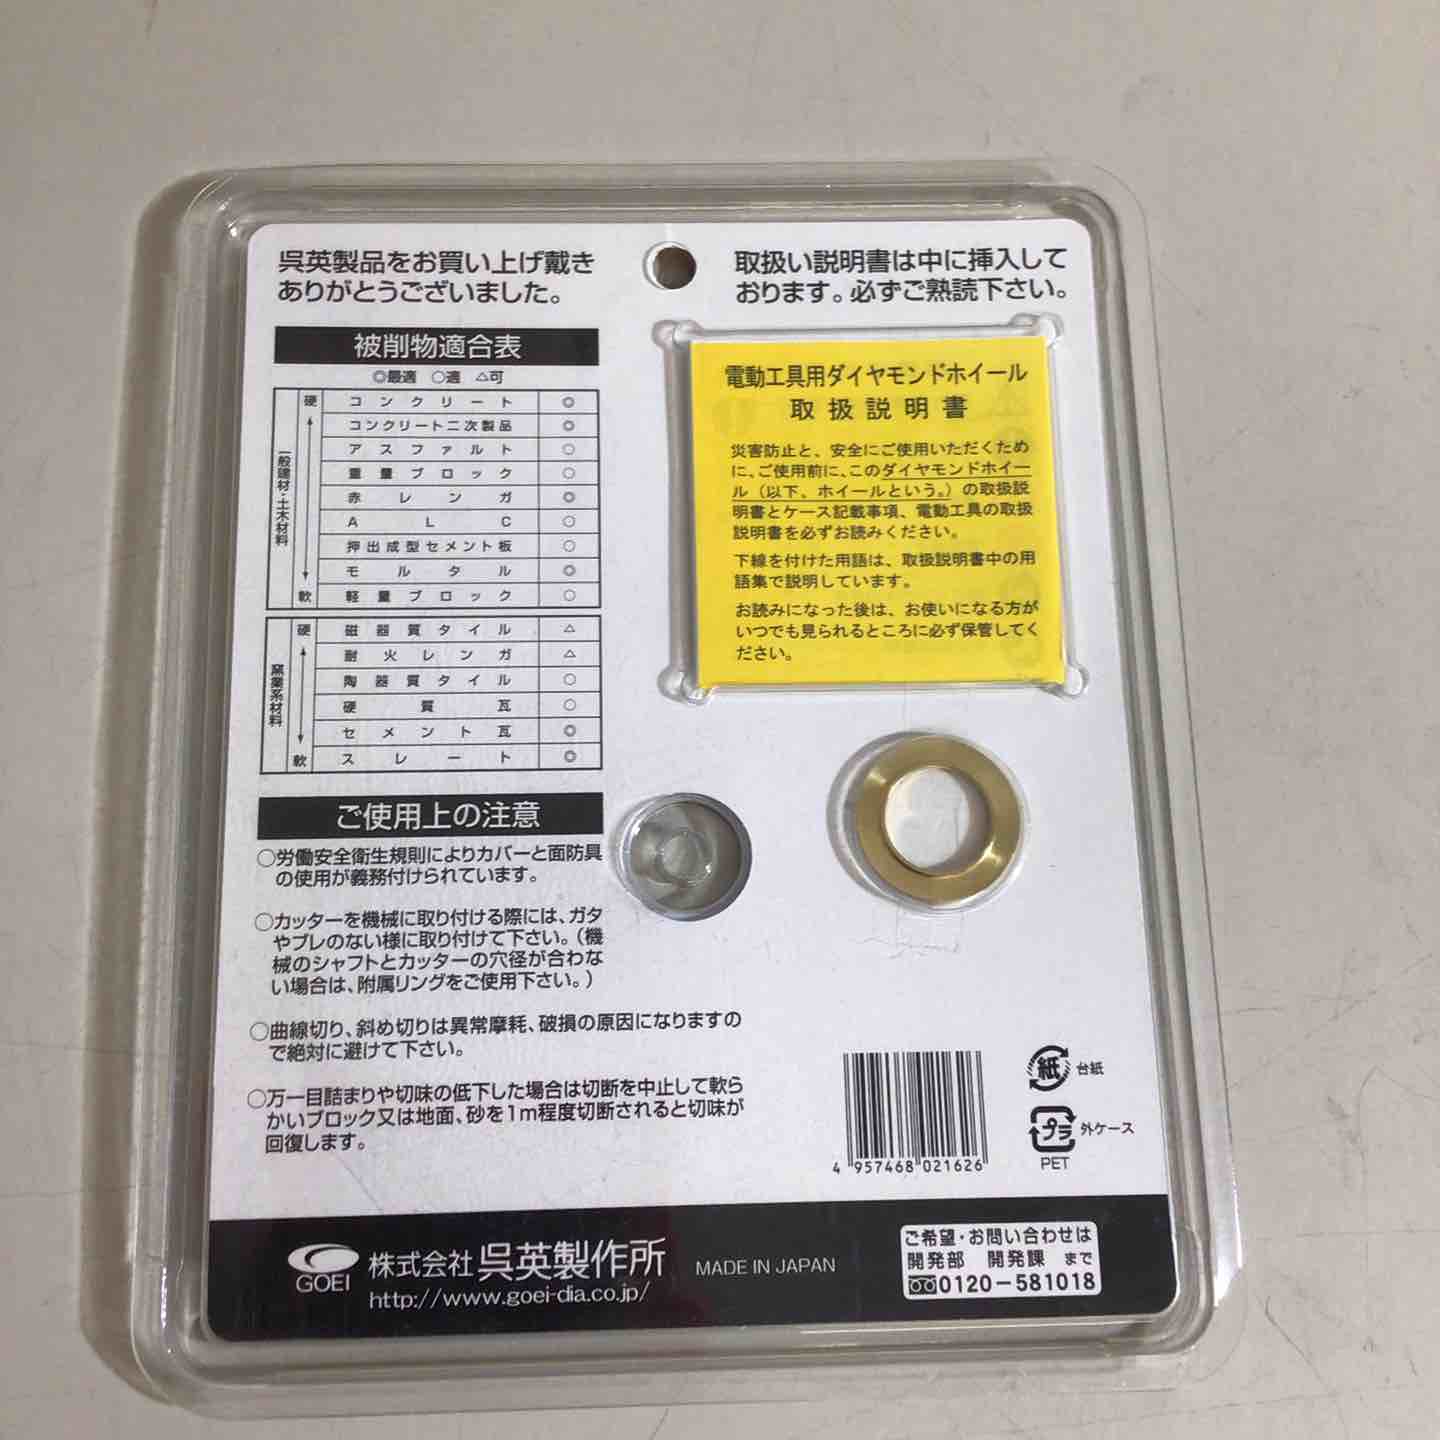 呉英製品をお買い上げ戴き
ありがとうございました。
取扱い説明書は中に挿入して
おります。必ずご熟読下さい。
被削物適合表
◎最適 ○適 △可
一般建材・土木材料
硬
軟
コンクリート ◎
コンクリート二次製品 ◎
アスファルト ○
重量ブロック ○
赤レンガ ◎
ALC ○
押出成型セメント板 ○
モルタル ◎
軽量ブロック ○
窯業系材料
硬
軟
磁器質タイル △
耐火レンガ △
陶器質タイル ○
硬質瓦 ○
セメント瓦 ◎
スレート ◎
電動工具用ダイヤモンドホイール
取扱説明書
災害防止と、安全にご使用いただくため
に、ご使用前に、このダイヤモンドホイー
ル（以下、ホイールという。）の取扱説
明書とケース記載事項、電動工具の取扱
説明書を必ずお読みください。
下線を付けた用語は、取扱説明書中の用
語集で説明しています。
お読みになった後は、お使いになる方が
いつでも見られるところに必ず保管してく
ださい。
ご使用上の注意
○労働安全衛生規則によりカバーと面防具
の使用が義務付けられています。
○カッターを機械に取り付ける際には、ガタ
やブレのない様に取り付けて下さい。（機
械のシャフトとカッターの穴径が合わな
い場合は、附属リングをご使用下さい。）
○曲線切り、斜め切りは異常摩耗、破損の原因になりますの
で絶対に避けて下さい。
○万一目詰まりや切味の低下した場合は切断を中止して軟ら
かいブロック又は地面、砂を1m程度切断されると切味が
回復します。
4 957468 021626
紙 台紙
プラ 外ケース
PET
GOEI
株式会社 呉英製作所 MADE IN JAPAN
http://www.goei-dia.co.jp/
ご希望・お問い合わせは
開発部 開発課 まで
0120-581018